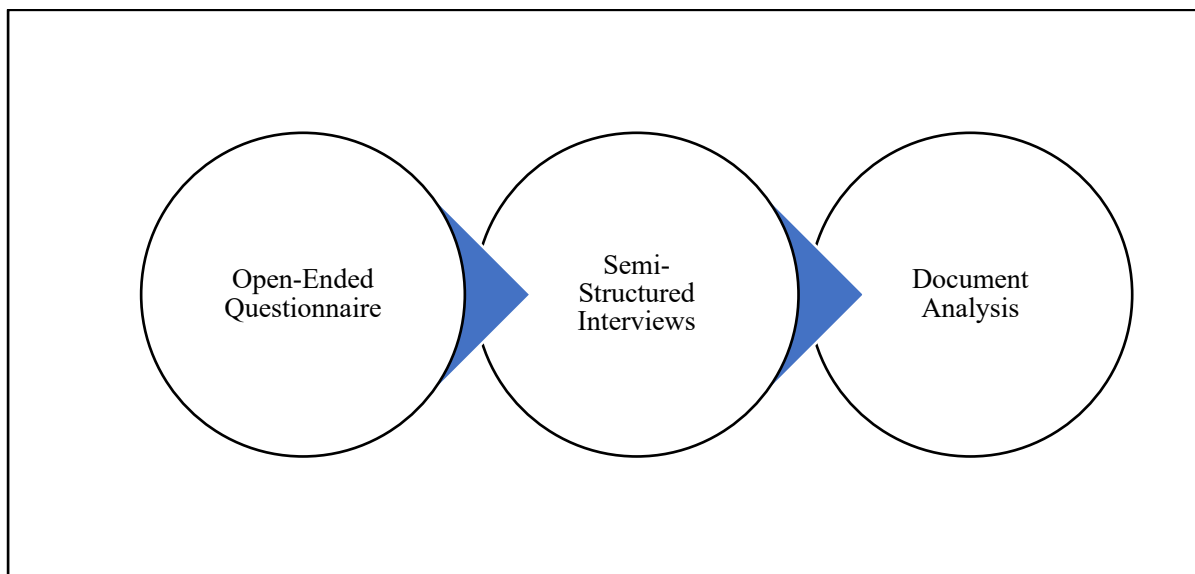 Open-Ended
Questionnaire
Semi-
Structured
Interviews
Document
Analysis